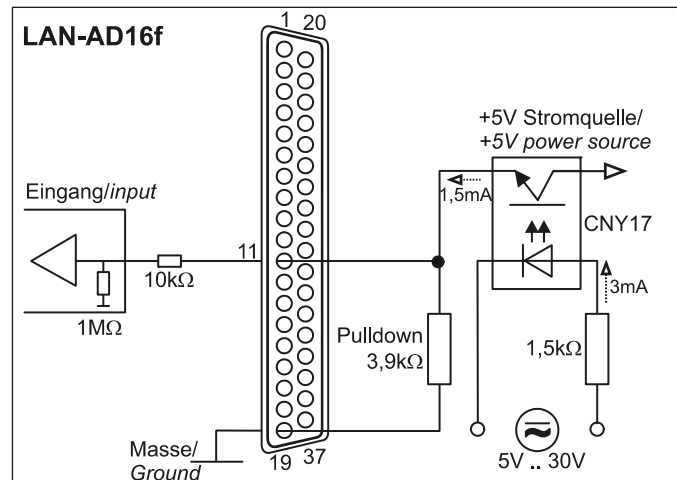 LAN-AD16f
1 20
+5V Stromquelle/
+5V power source
Eingang/input
1,5mA
CNY17
11
10kΩ
3mA
1MΩ
Pulldown
3,9kΩ
1,5kΩ
Masse/
Ground
19 37
5V .. 30V